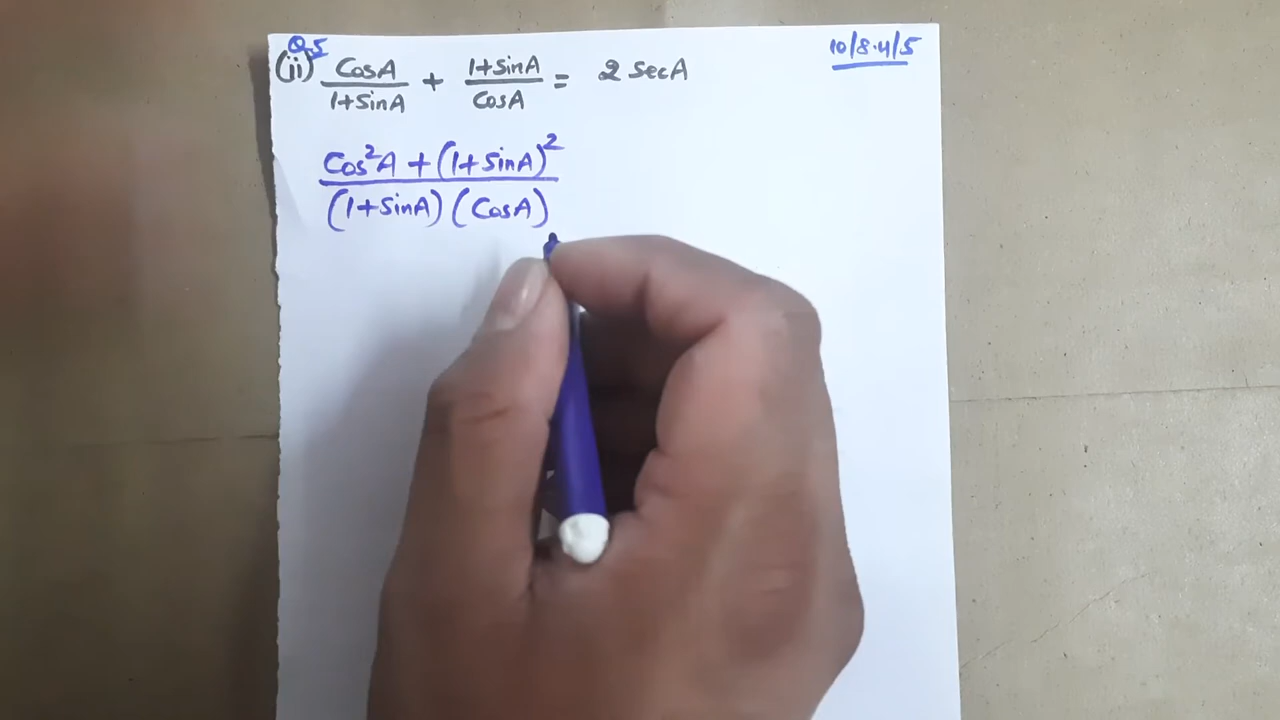 Q.5 10/8.4/5
(ii) CosA/1+SinA + 1+SinA/CosA = 2 SecA
Cos²A + (1+SinA)²
(1+SinA) (CosA)